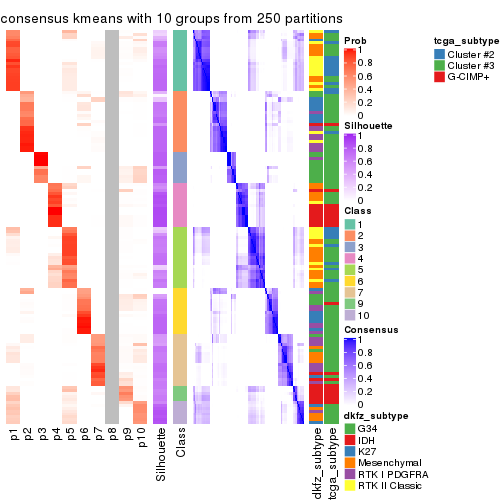 consensus kmeans with 10 groups from 250 partitions
Prob
1
0.8
0.6
0.4
0.2
0
Silhouette
1
0.8
0.6
0.4
0.2
0
Class
1
2
3
4
5
6
7
9
10
Consensus
1
0.8
0.6
0.4
0.2
0
dkfz_subtype
G34
IDH
K27
Mesenchymal
RTK I PDGFRA
RTK II Classic
tcga_subtype
Cluster #2
Cluster #3
G-CIMP+
p1
p2
p3
p4
p5
p6
p7
p8
p9
p10
Silhouette
Class
dkfz_subtype
tcga_subtype